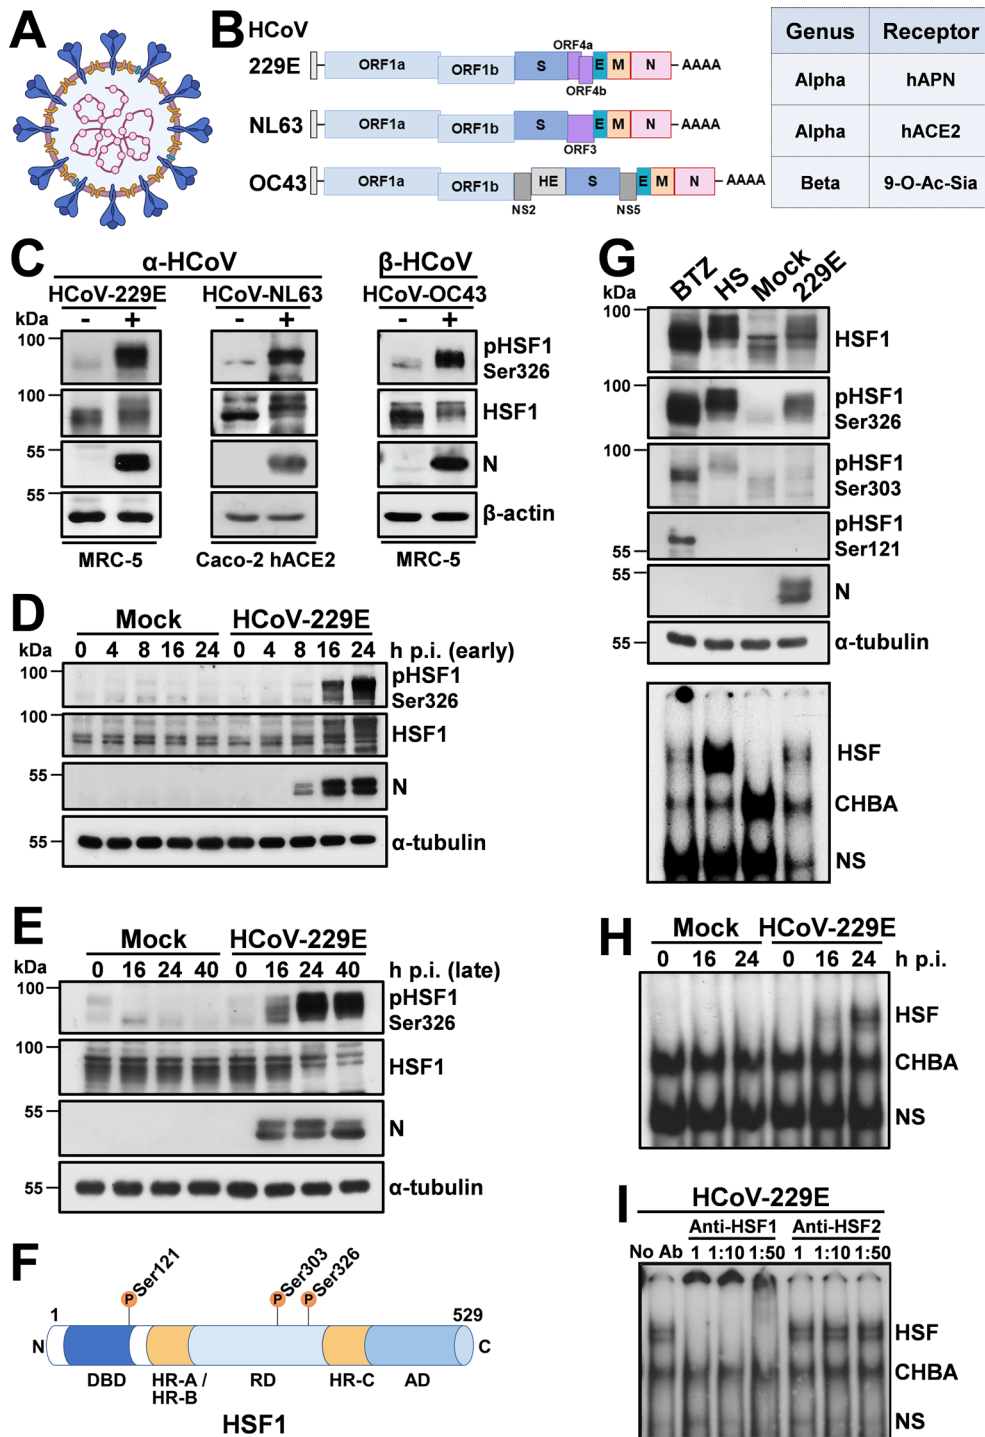 A
B
HCoV
229E
ORF1a
ORF1b
S
ORF4a
ORF4b
E
M
N
AAAA
NL63
ORF1a
ORF1b
S
ORF3
E
M
N
AAAA
OC43
ORF1a
ORF1b
NS2
HE
S
NS5
E
M
N
AAAA
Genus Receptor
Alpha hAPN
Alpha hACE2
Beta 9-O-Ac-Sia
C
α-HCoV β-HCoV
HCoV-229E HCoV-NL63 HCoV-OC43
kDa - + - + - +
100
pHSF1
Ser326
100
HSF1
55
N
55
β-actin
MRC-5 Caco-2 hACE2 MRC-5
D
Mock HCoV-229E
kDa 0 4 8 16 24 0 4 8 16 24 h p.i. (early)
100
pHSF1
Ser326
100
HSF1
55
N
55
α-tubulin
E
Mock HCoV-229E
kDa 0 16 24 40 0 16 24 40 h p.i. (late)
100
pHSF1
Ser326
100
HSF1
55
N
55
α-tubulin
F
P Ser121
P Ser303
P Ser326
1 529
N C
DBD HR-A / RD HR-C AD
HR-B
HSF1
G
BTZ HS Mock 229E
kDa
100
HSF1
100
pHSF1
Ser326
100
pHSF1
Ser303
pHSF1
Ser121
55
55
N
55
α-tubulin
HSF
CHBA
NS
H
Mock HCoV-229E
0 16 24 0 16 24 h p.i.
HSF
CHBA
NS
I
HCoV-229E
Anti-HSF1 Anti-HSF2
No Ab 1 1:10 1:50 1 1:10 1:50
HSF
CHBA
NS